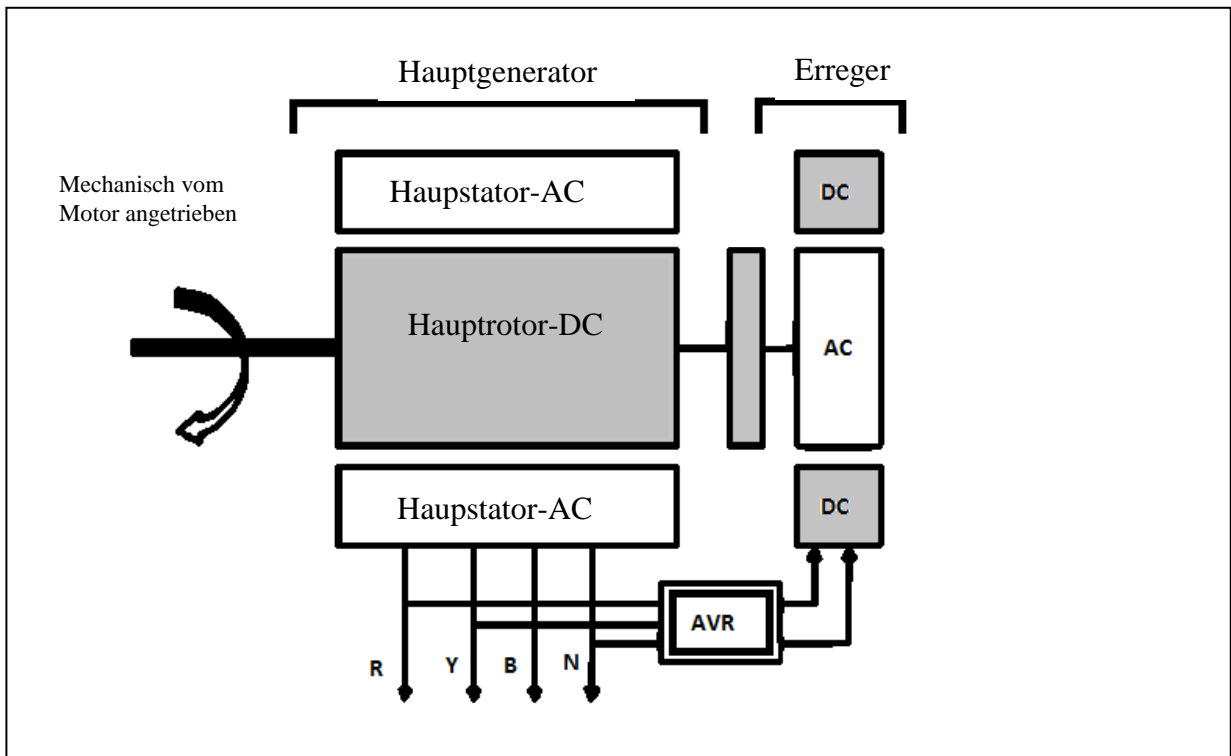 Hauptgenerator
Erreger
Mechanisch vom
Motor angetrieben
Haupstator-AC
DC
Hauptrotor-DC
AC
Haupstator-AC
DC
AVR
R
Y
B
N